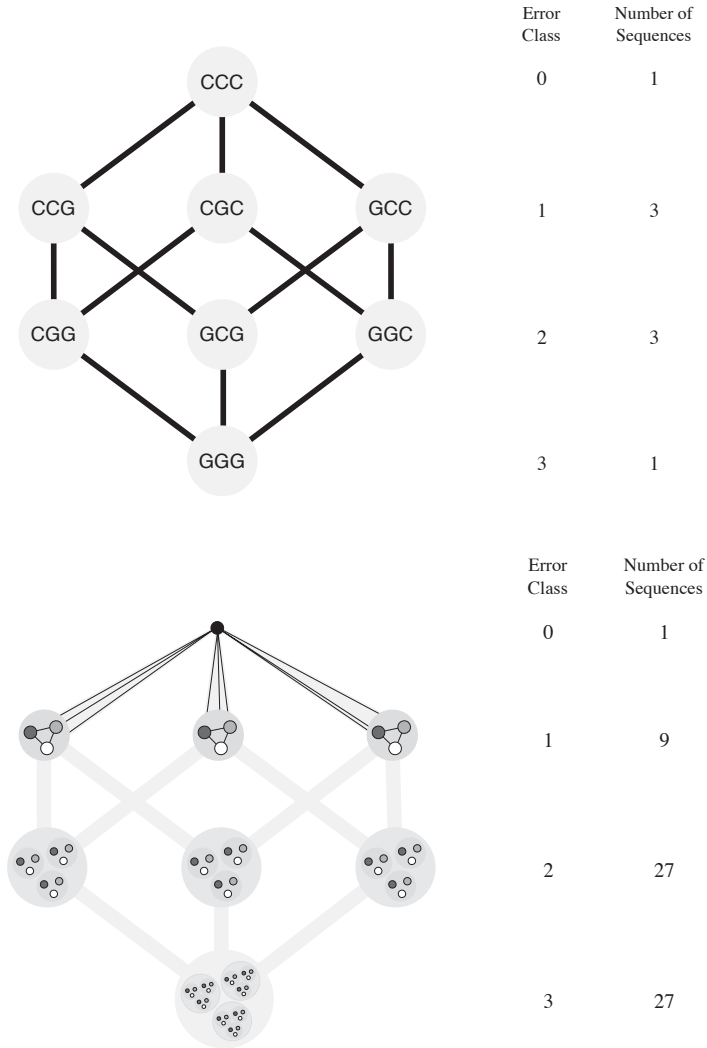 Error Number of
Class Sequences
CCC 0 1
CCG CGC GCC 1 3
CGG GCG GGC 2 3
GGG 3 1
Error Number of
Class Sequences
0 1
1 9
2 27
3 27